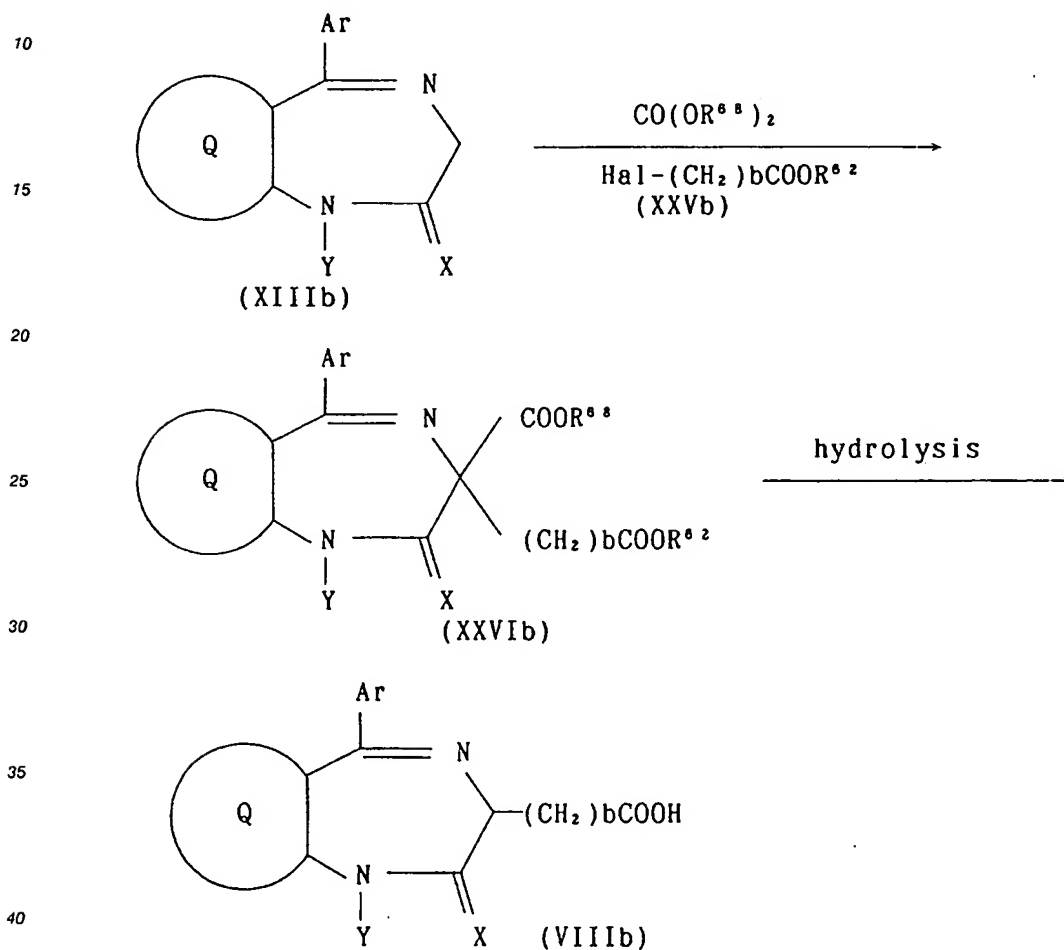 Ar
10
N
CO(OR⁶⁸)₂
Q
Hal-(CH₂)bCOOR⁶²
15
N
(XXVb)
Y
X
(XIIIb)
20
Ar
N
COOR⁶⁸
hydrolysis
25
Q
N
(CH₂)bCOOR⁶²
Y
X
30
(XXVIb)
Ar
N
35
Q
(CH₂)bCOOH
N
40
Y
X
(VIIIb)